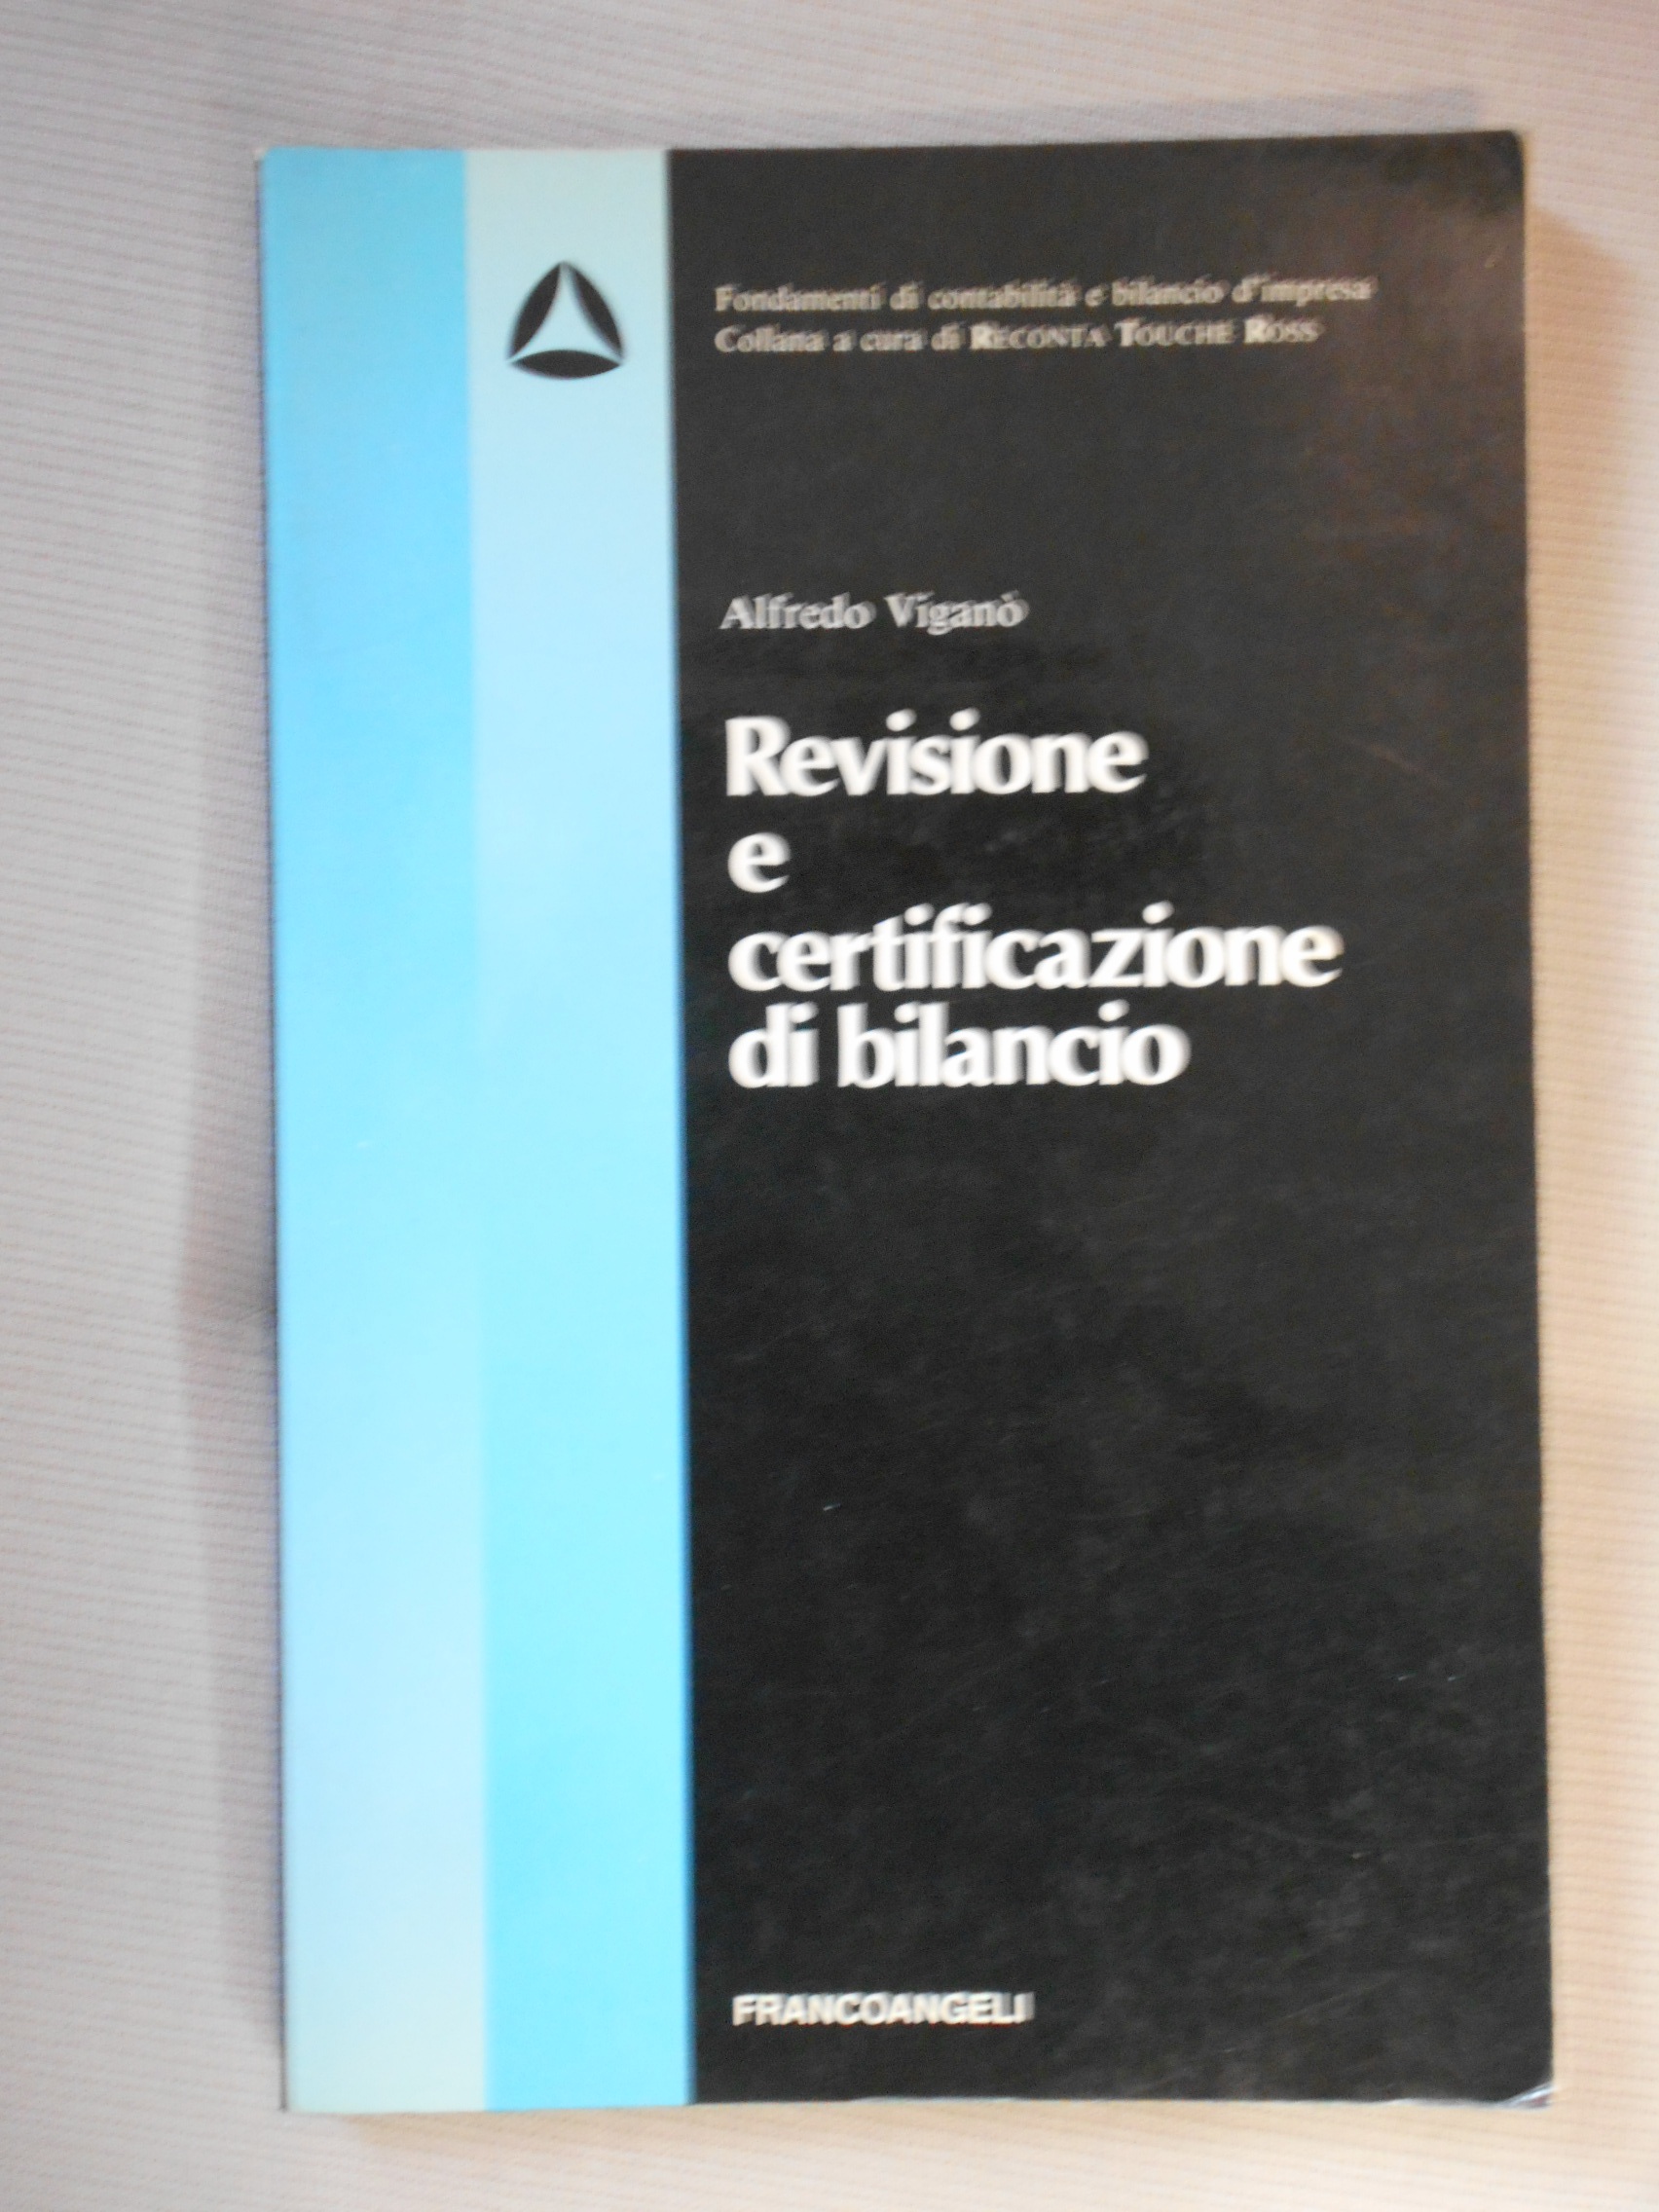 Fondamenti di contabilità e bilancio d'impresa
Collana a cura di RECONTA TOUCHE ROSS
Alfredo Viganò
Revisione
e
certificazione
di bilancio
FRANCOANGELI